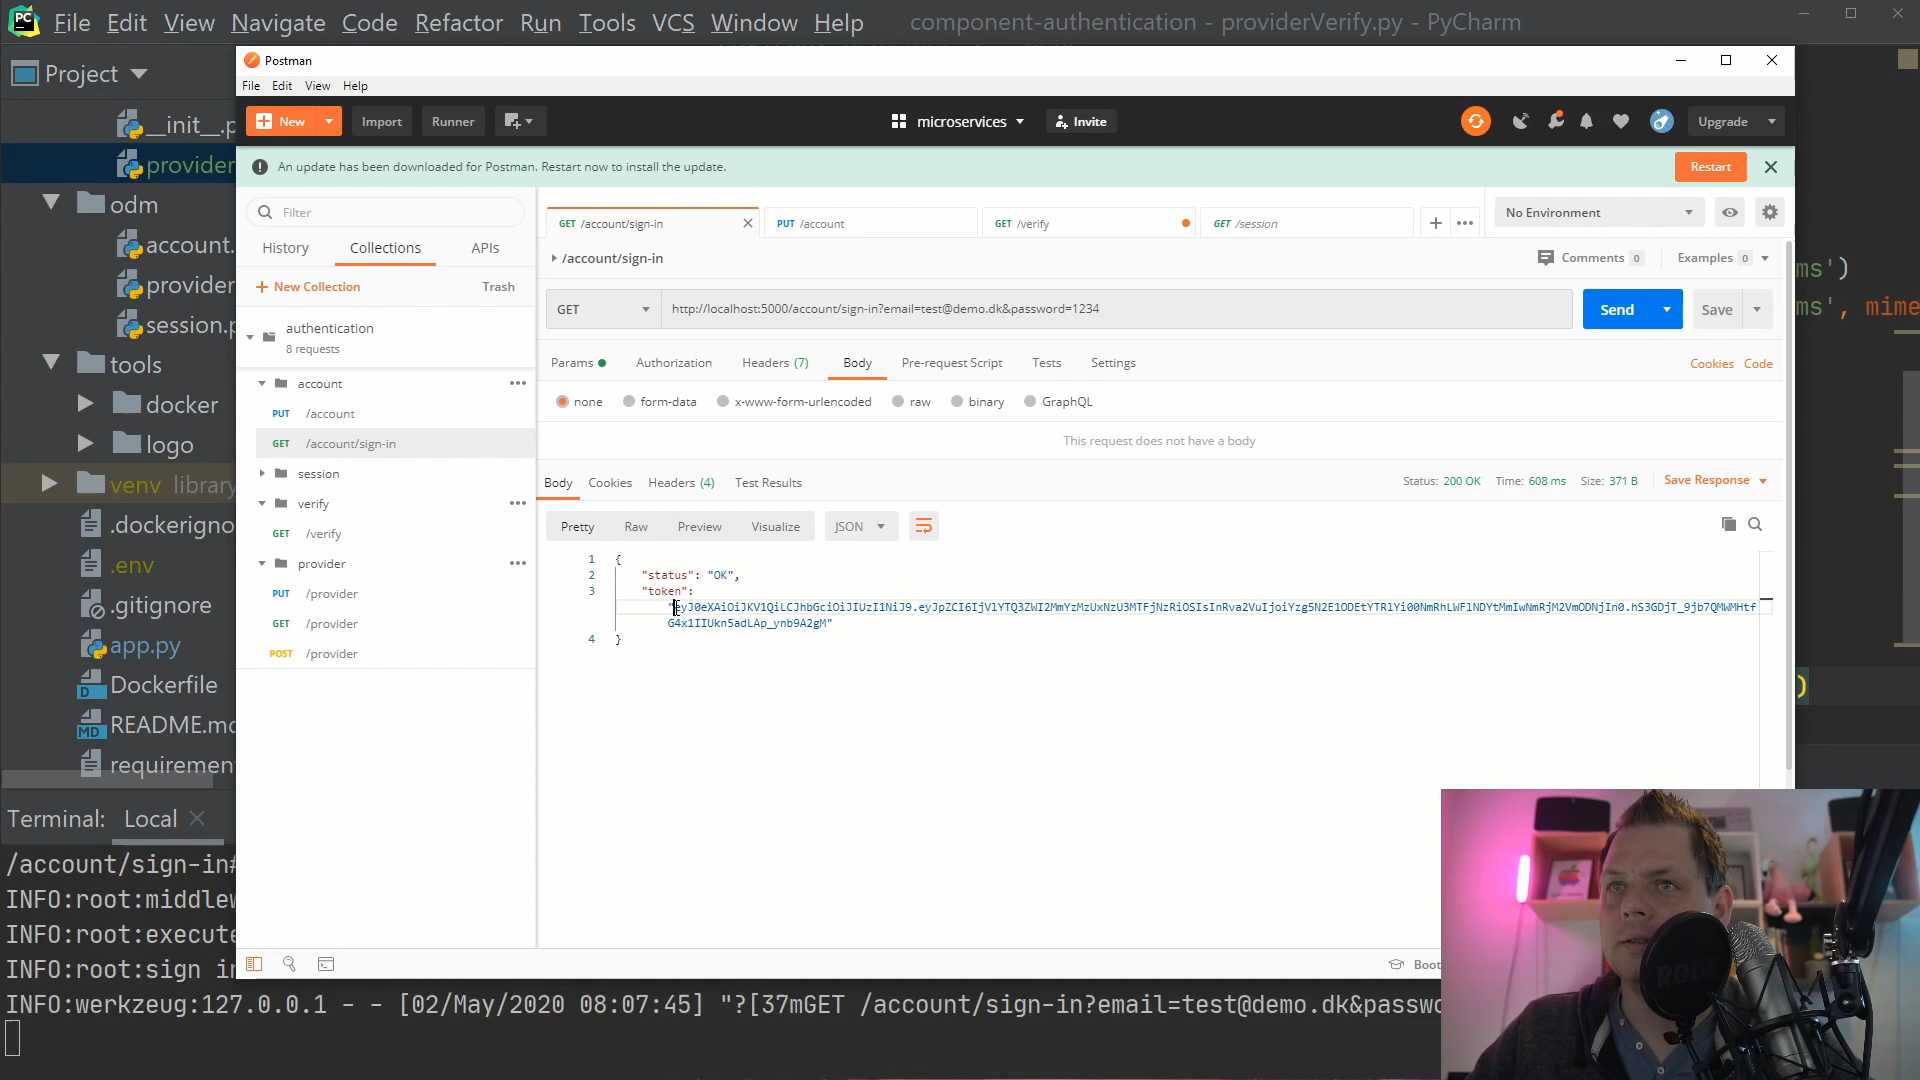 File Edit View Navigate Code Refactor Run Tools VCS Window Help component-authentication - providerVerify.py - PyCharm
Project
__init__.p
provider
odm
account.
provider
session.p
tools
docker
logo
venv library
.dockerigno
.env
.gitignore
app.py
Dockerfile
README.md
requiremen
Postman
File Edit View Help
New Import Runner microservices Invite Upgrade
An update has been downloaded for Postman. Restart now to install the update. Restart
Filter
History Collections APIs
New Collection Trash
authentication
8 requests
account
PUT /account
GET /account/sign-in
session
verify
GET /verify
provider
PUT /provider
GET /provider
POST /provider
GET /account/sign-in PUT /account GET /verify GET /session No Environment
/account/sign-in Comments 0 Examples 0
GET http://localhost:5000/account/sign-in?email=test@demo.dk&password=1234 Send Save
Params Authorization Headers (7) Body Pre-request Script Tests Settings Cookies Code
none form-data x-www-form-urlencoded raw binary GraphQL
This request does not have a body
Body Cookies Headers (4) Test Results Status: 200 OK Time: 608 ms Size: 371 B Save Response
Pretty Raw Preview Visualize JSON
1 {
2 "status": "OK",
3 "token":
G4x1IIUkn5adLAp_ynb9A2gM"
4 }
Boot
ms')
ms', mime
)
Terminal: Local
/account/sign-in
INFO:root:middlew
INFO:root:execute
INFO:root:sign in
INFO:werkzeug:127.0.0.1 - - [02/May/2020 08:07:45] "?[37mGET /account/sign-in?email=test@demo.dk&passwo
RØDE